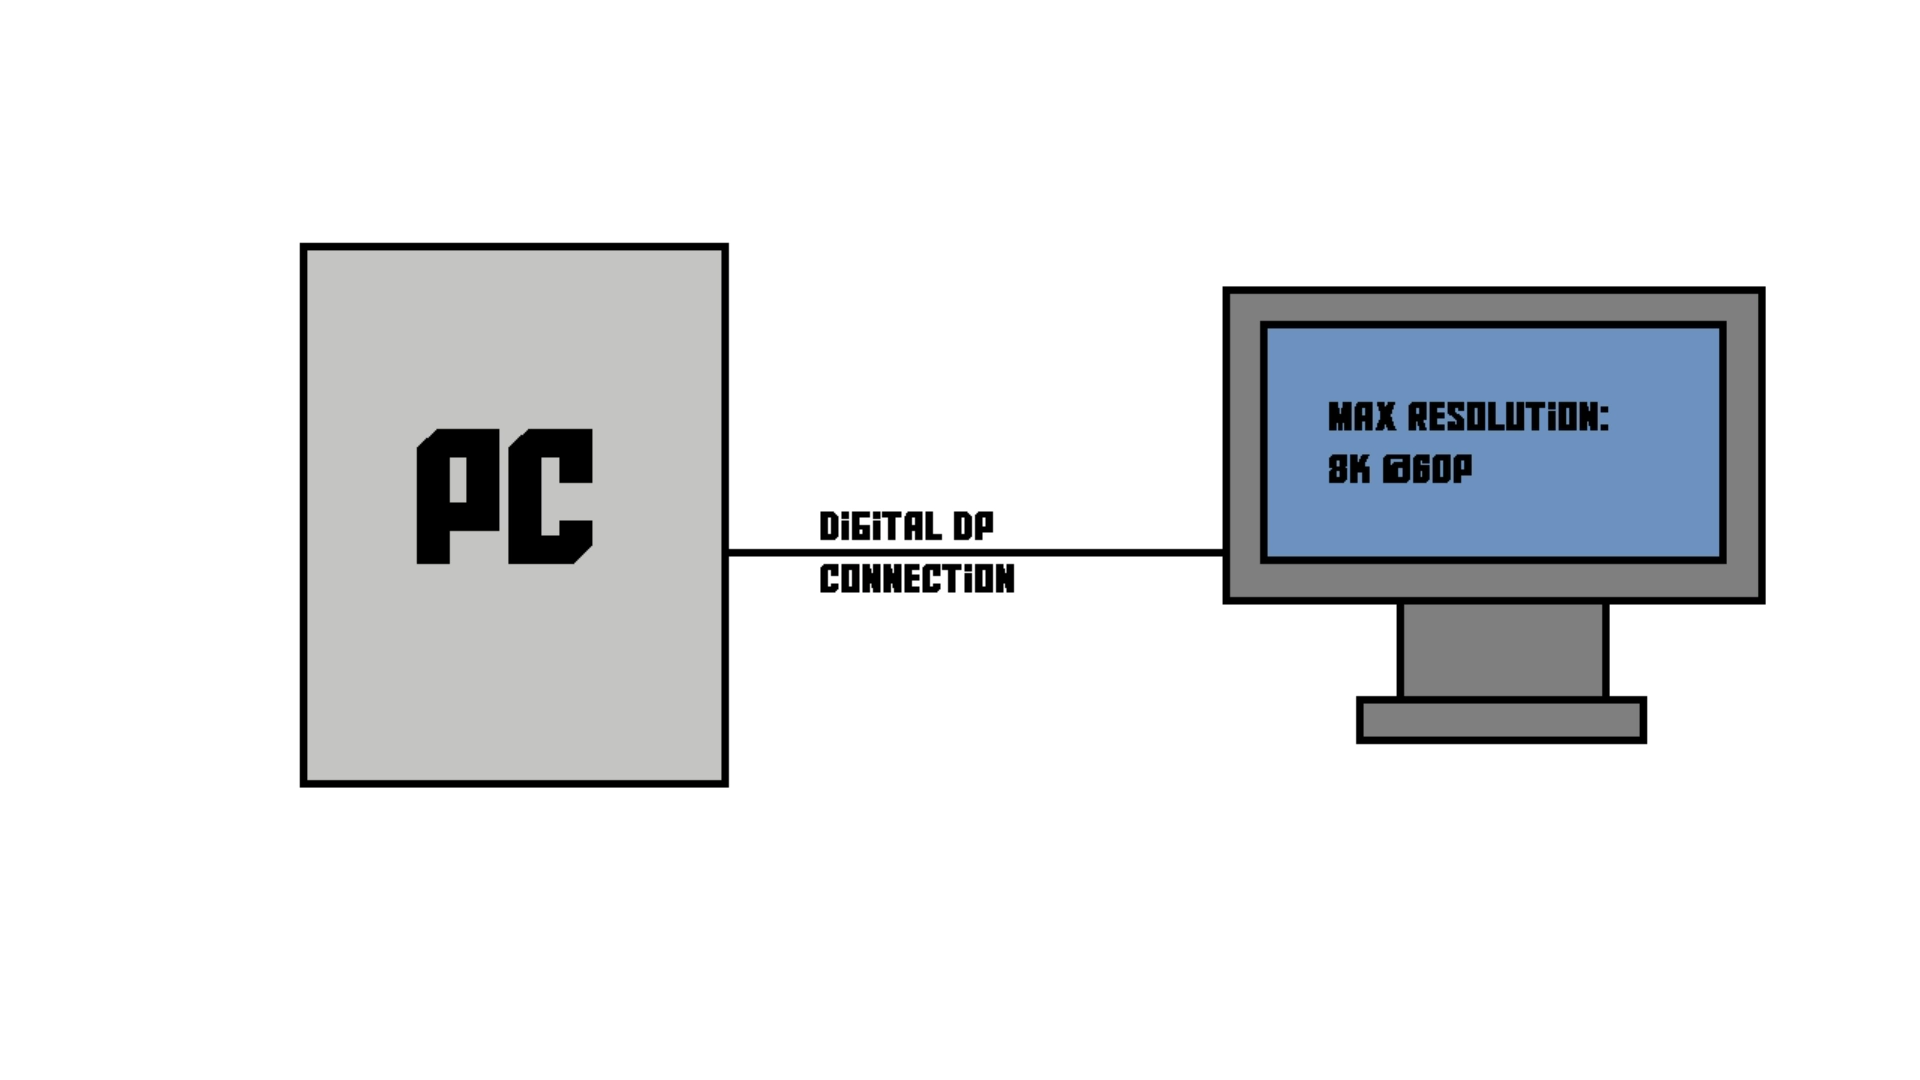 PC
DiGiTAL DP
CONNECTiON
MAX RESOLUTiON:
8K @60P